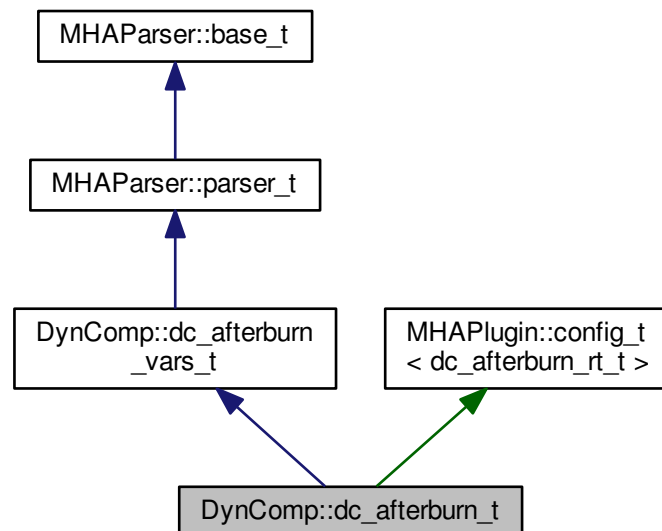 MHAParser::base_t
MHAParser::parser_t
DynComp::dc_afterburn
_vars_t
MHAPlugin::config_t
< dc_afterburn_rt_t >
DynComp::dc_afterburn_t